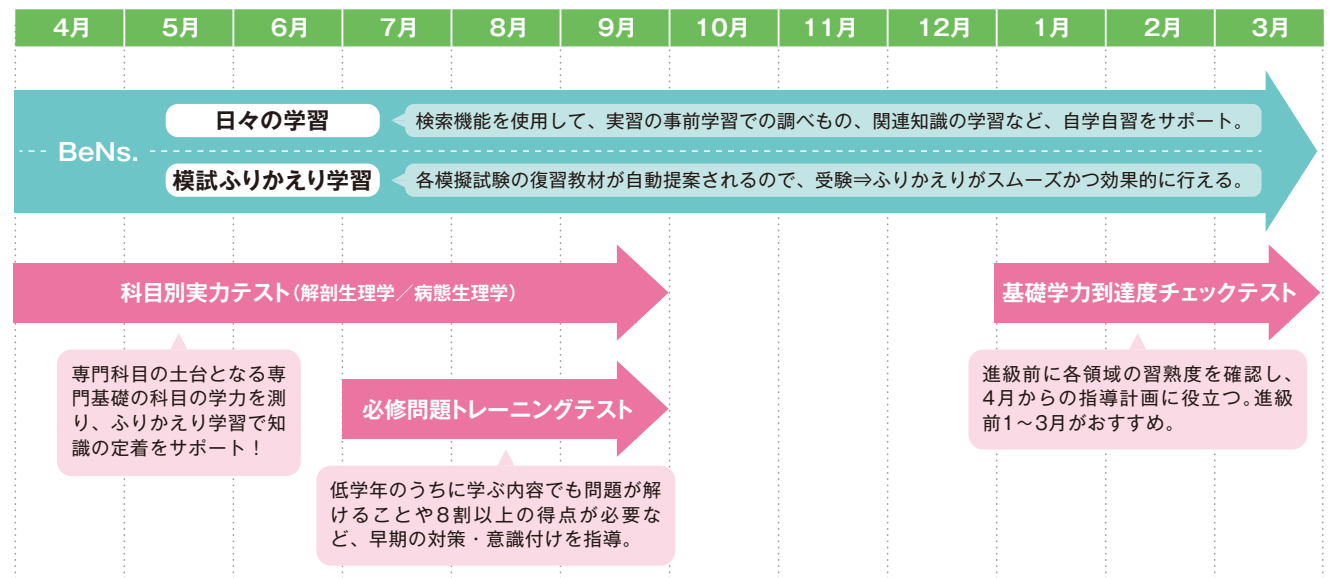 4月 5月 6月 7月 8月 9月 10月 11月 12月 1月 2月 3月
BeNs.
日々の学習
検索機能を使用して、実習の事前学習での調べもの、関連知識の学習など、自学自習をサポート。
模試ふりかえり学習
各模擬試験の復習教材が自動提案されるので、受験⇒ふりかえりがスムーズかつ効果的に行える。
科目別実力テスト（解剖生理学／病態生理学）
専門科目の土台となる専
門基礎の科目の学力を測
り、ふりかえり学習で知
識の定着をサポート！
必修問題トレーニングテスト
低学年のうちに学ぶ内容でも問題が解
けることや8割以上の得点が必要な
ど、早期の対策・意識付けを指導。
基礎学力到達度チェックテスト
進級前に各領域の習熟度を確認し、
4月からの指導計画に役立つ。進級
前1～3月がおすすめ。